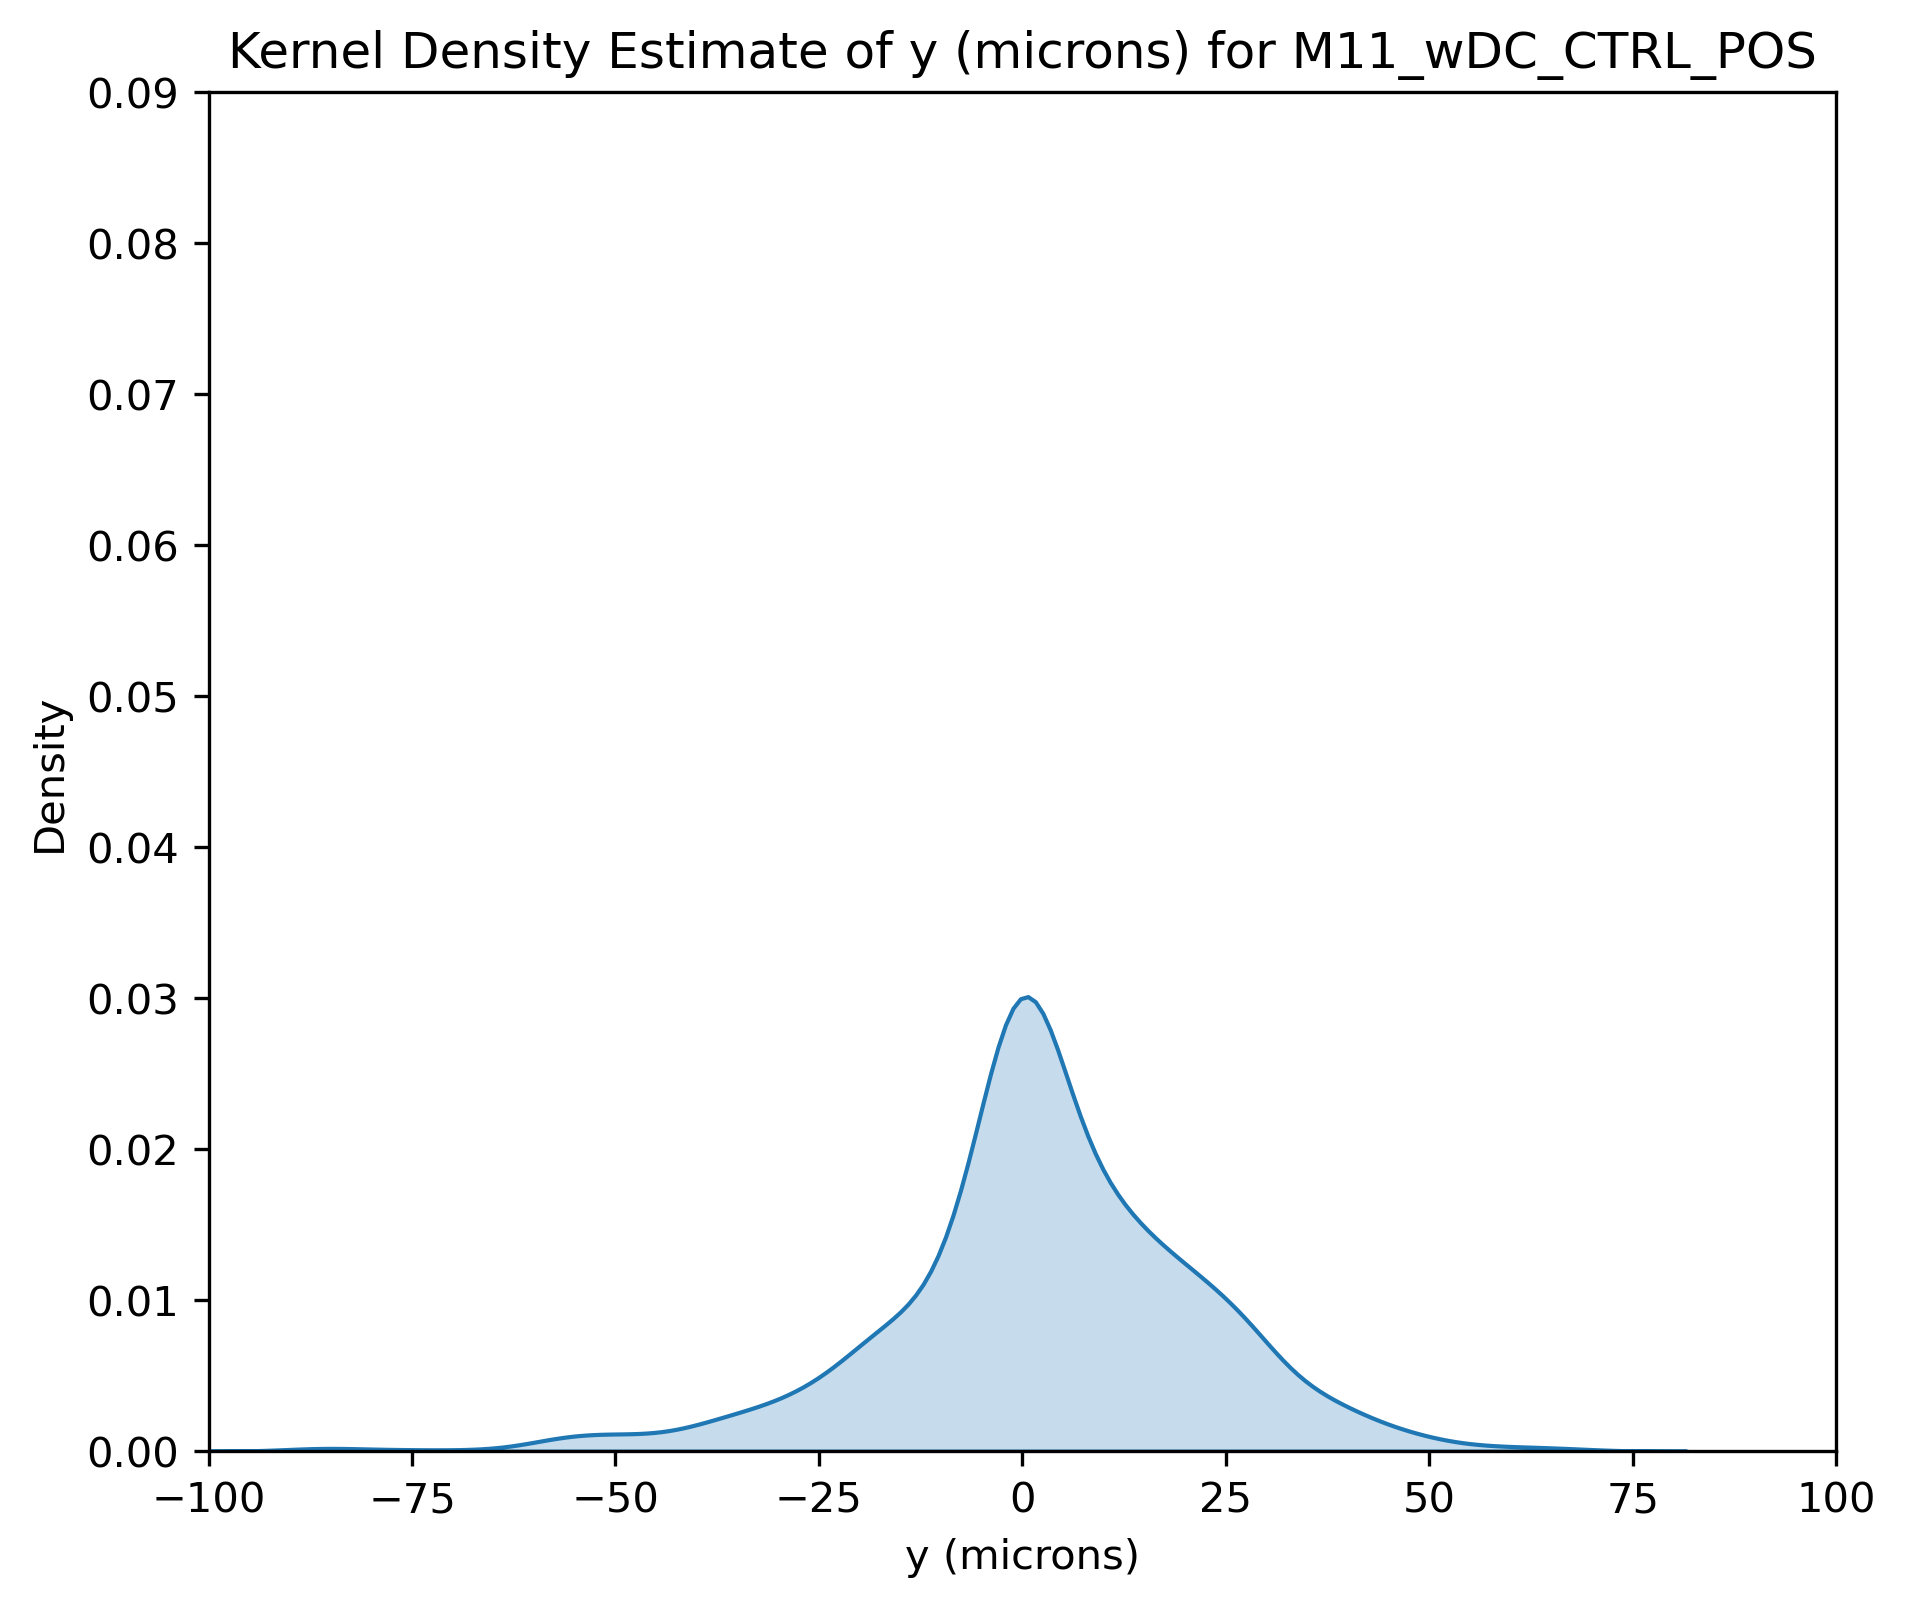 Kernel Density Estimate of y (microns) for M11_wDC_CTRL_POS
0.09
0.08
0.07
0.06
0.05
0.04
0.03
0.02
0.01
0.00
Density
−100 −75 −50 −25 0 25 50 75 100
y (microns)